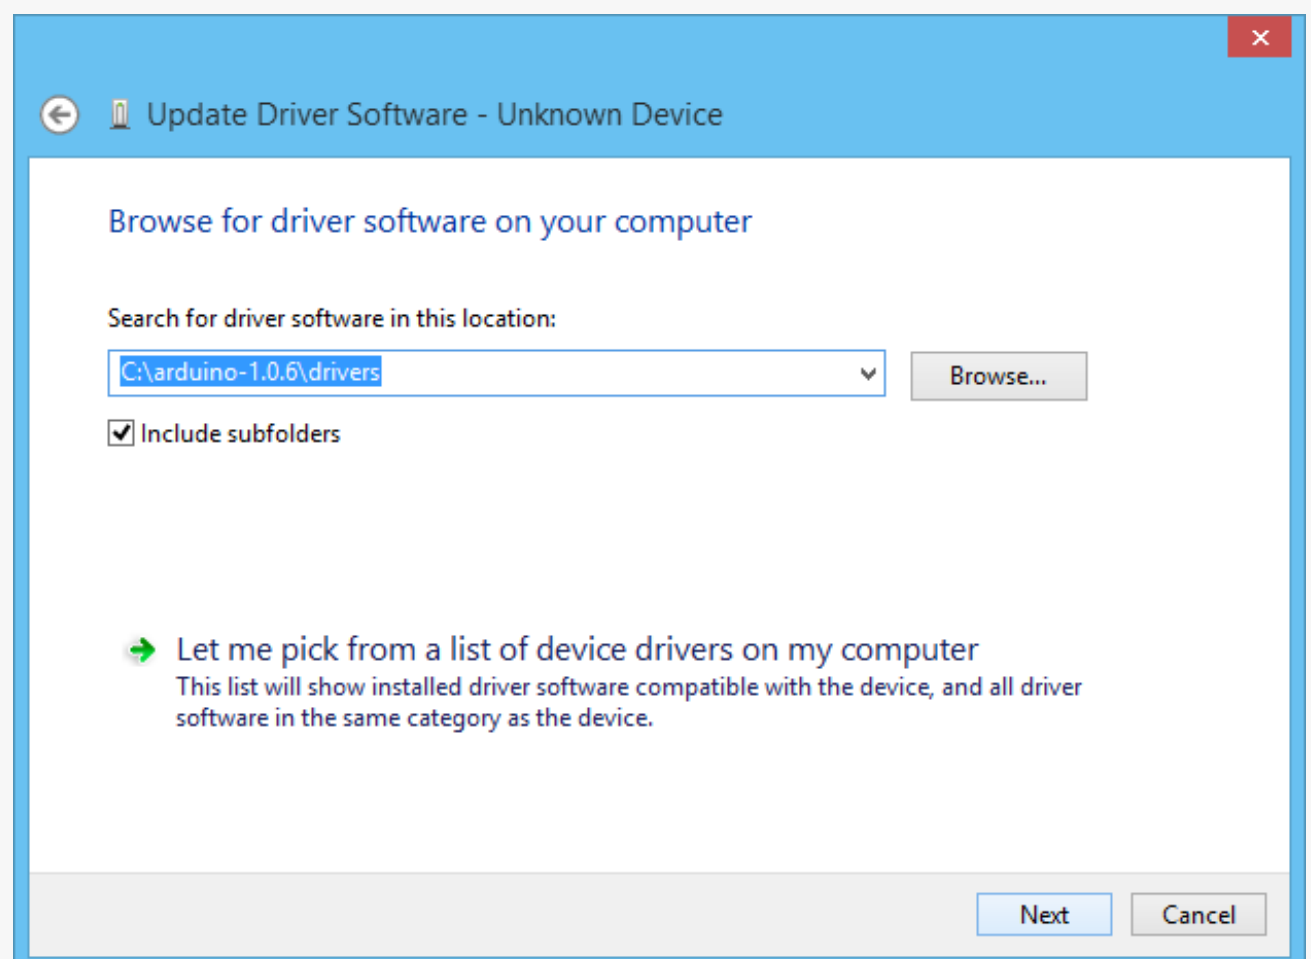 Update Driver Software - Unknown Device
Browse for driver software on your computer
Search for driver software in this location:
C:\arduino-1.0.6\drivers
Browse...
Include subfolders
Let me pick from a list of device drivers on my computer
This list will show installed driver software compatible with the device, and all driver
software in the same category as the device.
Next
Cancel